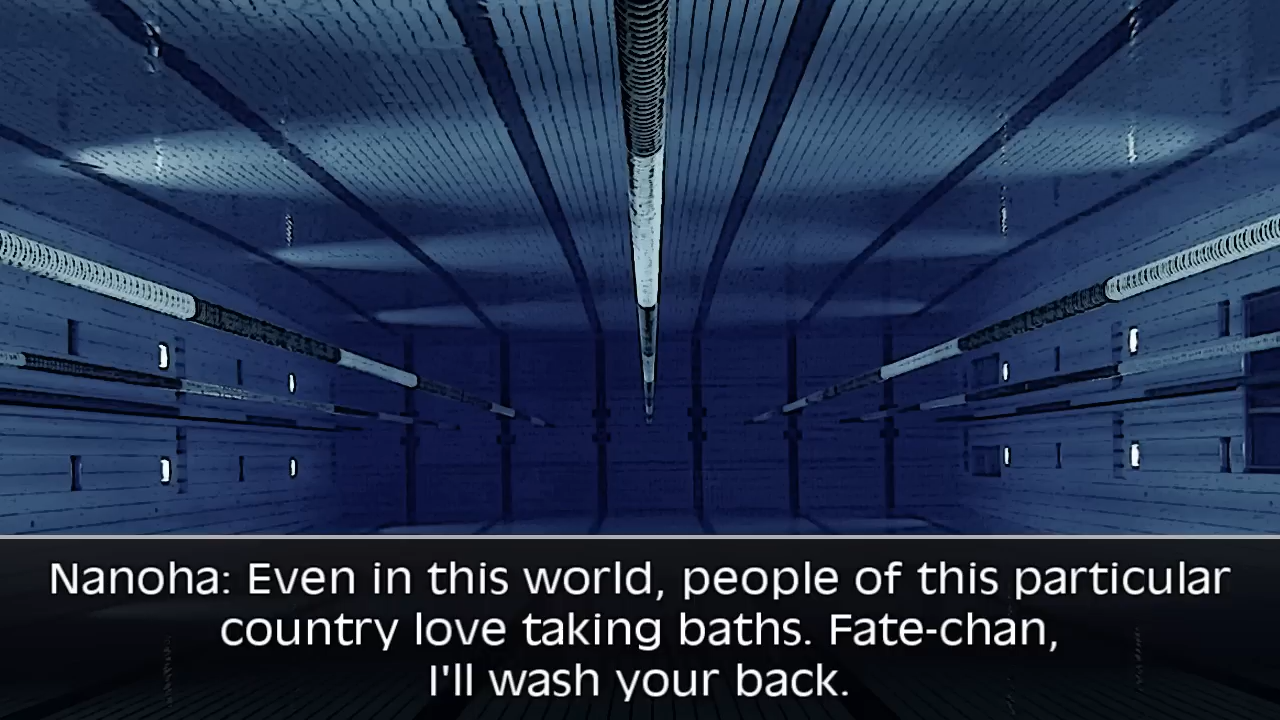 Nanoha: Even in this world, people of this particular
country love taking baths. Fate-chan,
I'll wash your back.